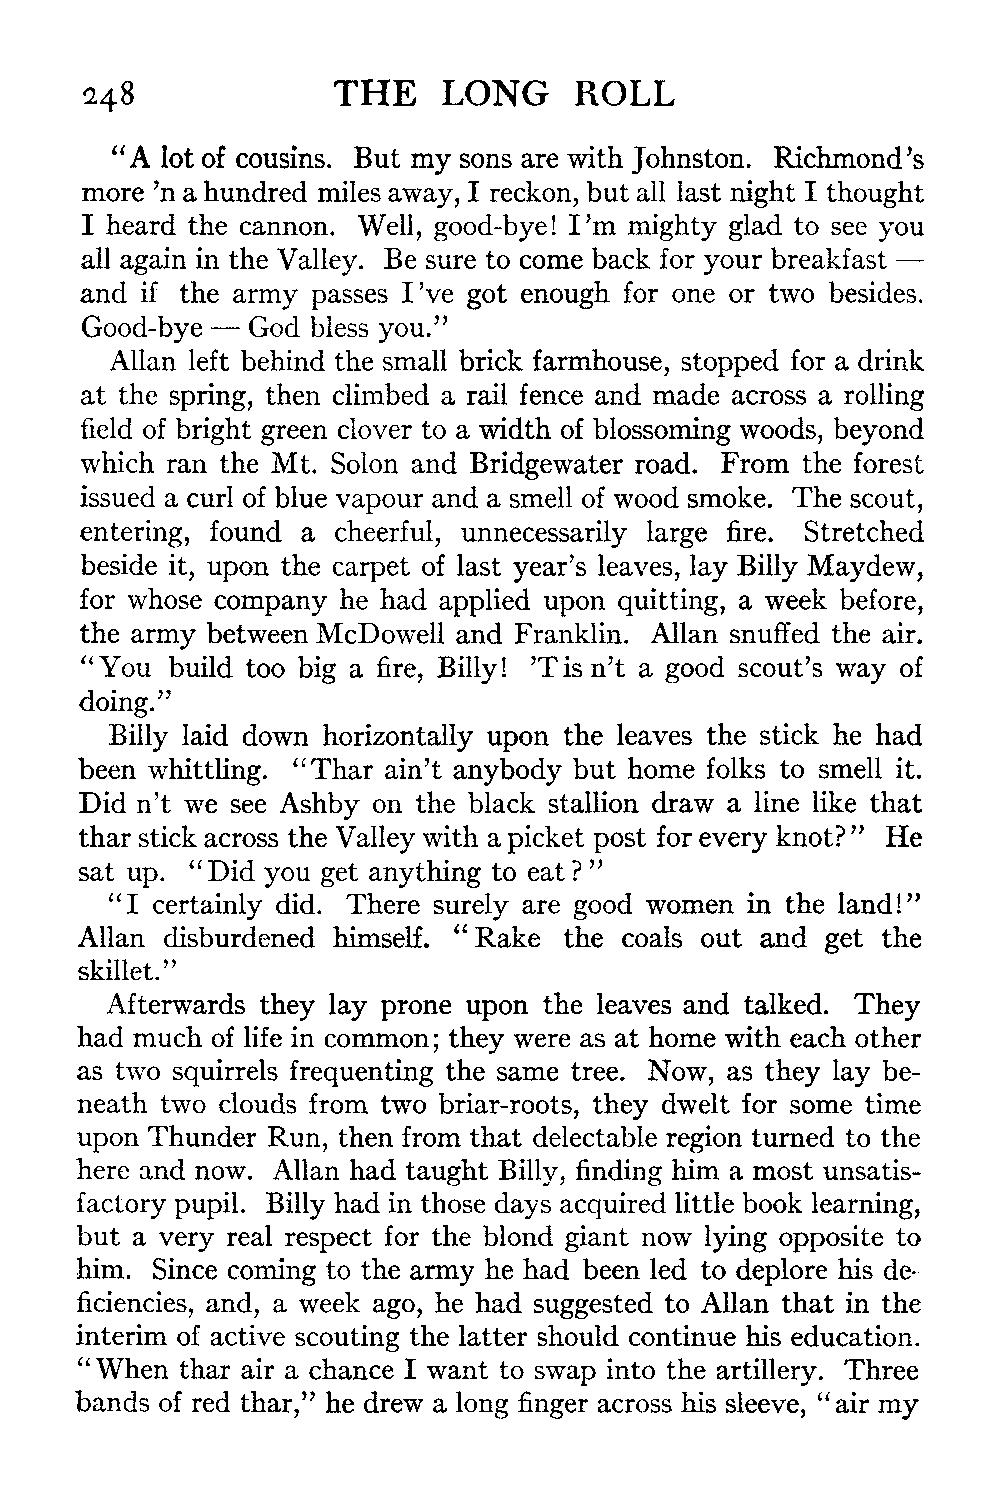 248 THE LONG ROLL
“A lot of cousins. But my sons are with Johnston. Richmond’s
more ’n a hundred miles away, I reckon, but all last night I thought
I heard the cannon. Well, good-bye! I’m mighty glad to see you
all again in the Valley. Be sure to come back for your breakfast —
and if the army passes I’ve got enough for one or two besides.
Good-bye — God bless you.”
Allan left behind the small brick farmhouse, stopped for a drink
at the spring, then climbed a rail fence and made across a rolling
field of bright green clover to a width of blossoming woods, beyond
which ran the Mt. Solon and Bridgewater road. From the forest
issued a curl of blue vapour and a smell of wood smoke. The scout,
entering, found a cheerful, unnecessarily large fire. Stretched
beside it, upon the carpet of last year’s leaves, lay Billy Maydew,
for whose company he had applied upon quitting, a week before,
the army between McDowell and Franklin. Allan snuffed the air.
“You build too big a fire, Billy! ’T is n’t a good scout’s way of
doing.”
Billy laid down horizontally upon the leaves the stick he had
been whittling. “Thar ain’t anybody but home folks to smell it.
Did n’t we see Ashby on the black stallion draw a line like that
thar stick across the Valley with a picket post for every knot?” He
sat up. “Did you get anything to eat?”
“I certainly did. There surely are good women in the land!”
Allan disburdened himself. “Rake the coals out and get the
skillet.”
Afterwards they lay prone upon the leaves and talked. They
had much of life in common; they were as at home with each other
as two squirrels frequenting the same tree. Now, as they lay be-
neath two clouds from two briar-roots, they dwelt for some time
upon Thunder Run, then from that delectable region turned to the
here and now. Allan had taught Billy, finding him a most unsatis-
factory pupil. Billy had in those days acquired little book learning,
but a very real respect for the blond giant now lying opposite to
him. Since coming to the army he had been led to deplore his de-
ficiencies, and, a week ago, he had suggested to Allan that in the
interim of active scouting the latter should continue his education.
“When thar air a chance I want to swap into the artillery. Three
bands of red thar,” he drew a long finger across his sleeve, “air my